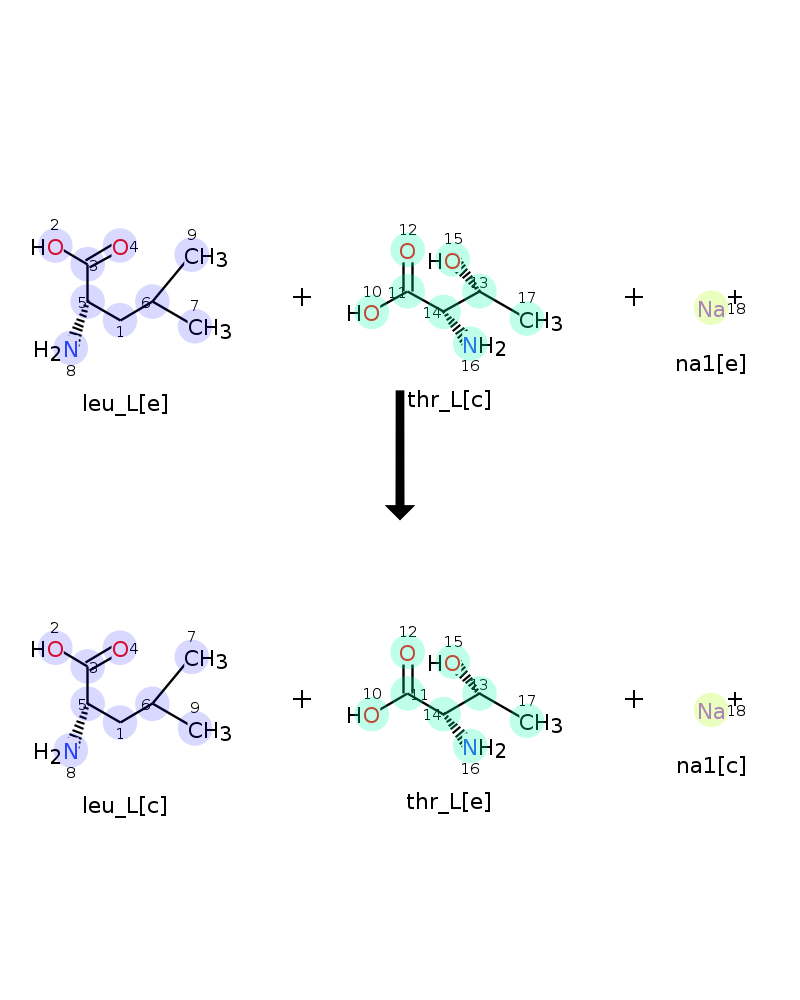 2 HO 3 O 4 9 CH3 5 6 7 CH3 1 H2N 8
+
12 O 15 HO 10 HO 11 13 17 CH3 14 NH2 16
+
Na + 18
leu_L[e]
thr_L[c]
na1[e]
2 HO 3 O 4 7 CH3 5 6 9 CH3 1 H2N 8
+
12 O 15 HO 10 HO 11 13 17 CH3 14 NH2 16
+
Na + 18
leu_L[c]
thr_L[e]
na1[c]